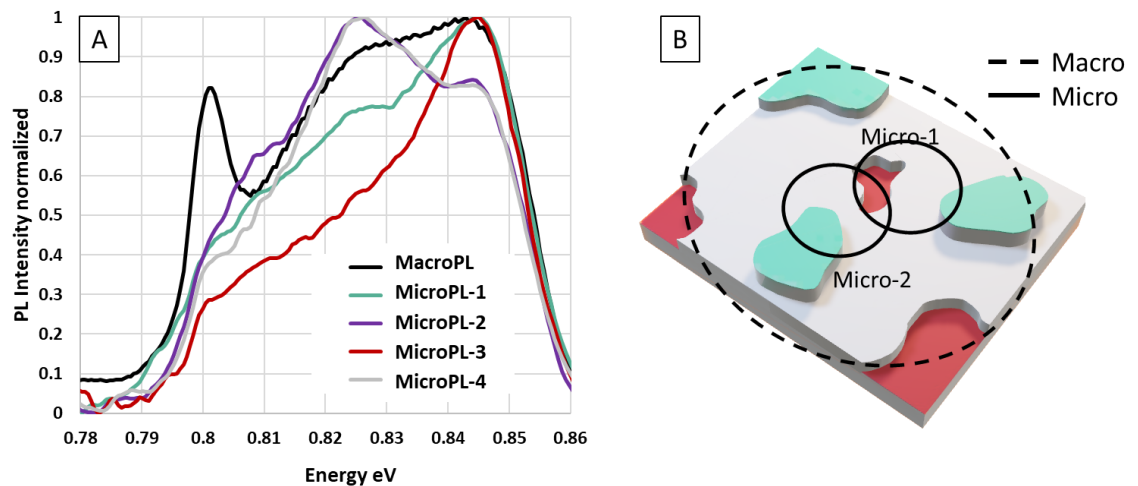 A
PL Intensity normalized
1
0.9
0.8
0.7
0.6
0.5
0.4
0.3
0.2
0.1
0
MacroPL
MicroPL-1
MicroPL-2
MicroPL-3
MicroPL-4
0.78 0.79 0.8 0.81 0.82 0.83 0.84 0.85 0.86
Energy eV
B
Macro
Micro
Micro-1
Micro-2